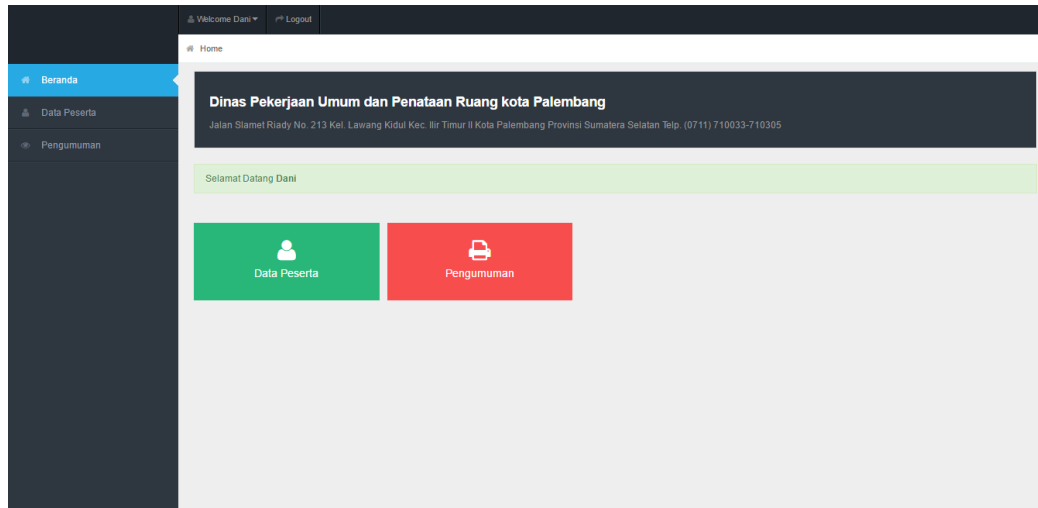 Welcome Dani
Logout
Home
Beranda
Data Peserta
Pengumuman
Dinas Pekerjaan Umum dan Penataan Ruang kota Palembang
Jalan Slamet Riady No. 213 Kel. Lawang Kidul Kec. Ilir Timur II Kota Palembang Provinsi Sumatera Selatan Telp. (0711) 710033-710305
Selamat Datang Dani
Data Peserta
Pengumuman